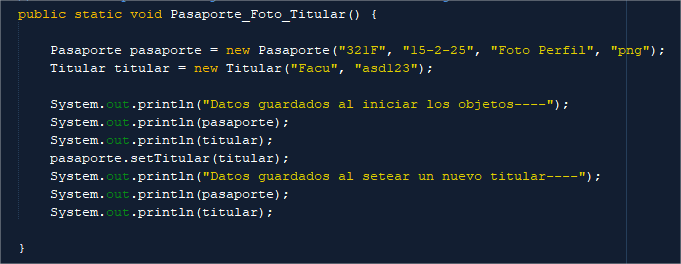 public static void Pasaporte_Foto_Titular() {
Pasaporte pasaporte = new Pasaporte("321F", "15-2-25", "Foto Perfil", "png");
Titular titular = new Titular("Facu", "asd123");
System.out.println("Datos guardados al iniciar los objetos----");
System.out.println(pasaporte);
System.out.println(titular);
pasaporte.setTitular(titular);
System.out.println("Datos guardados al setear un nuevo titular----");
System.out.println(pasaporte);
System.out.println(titular);
}